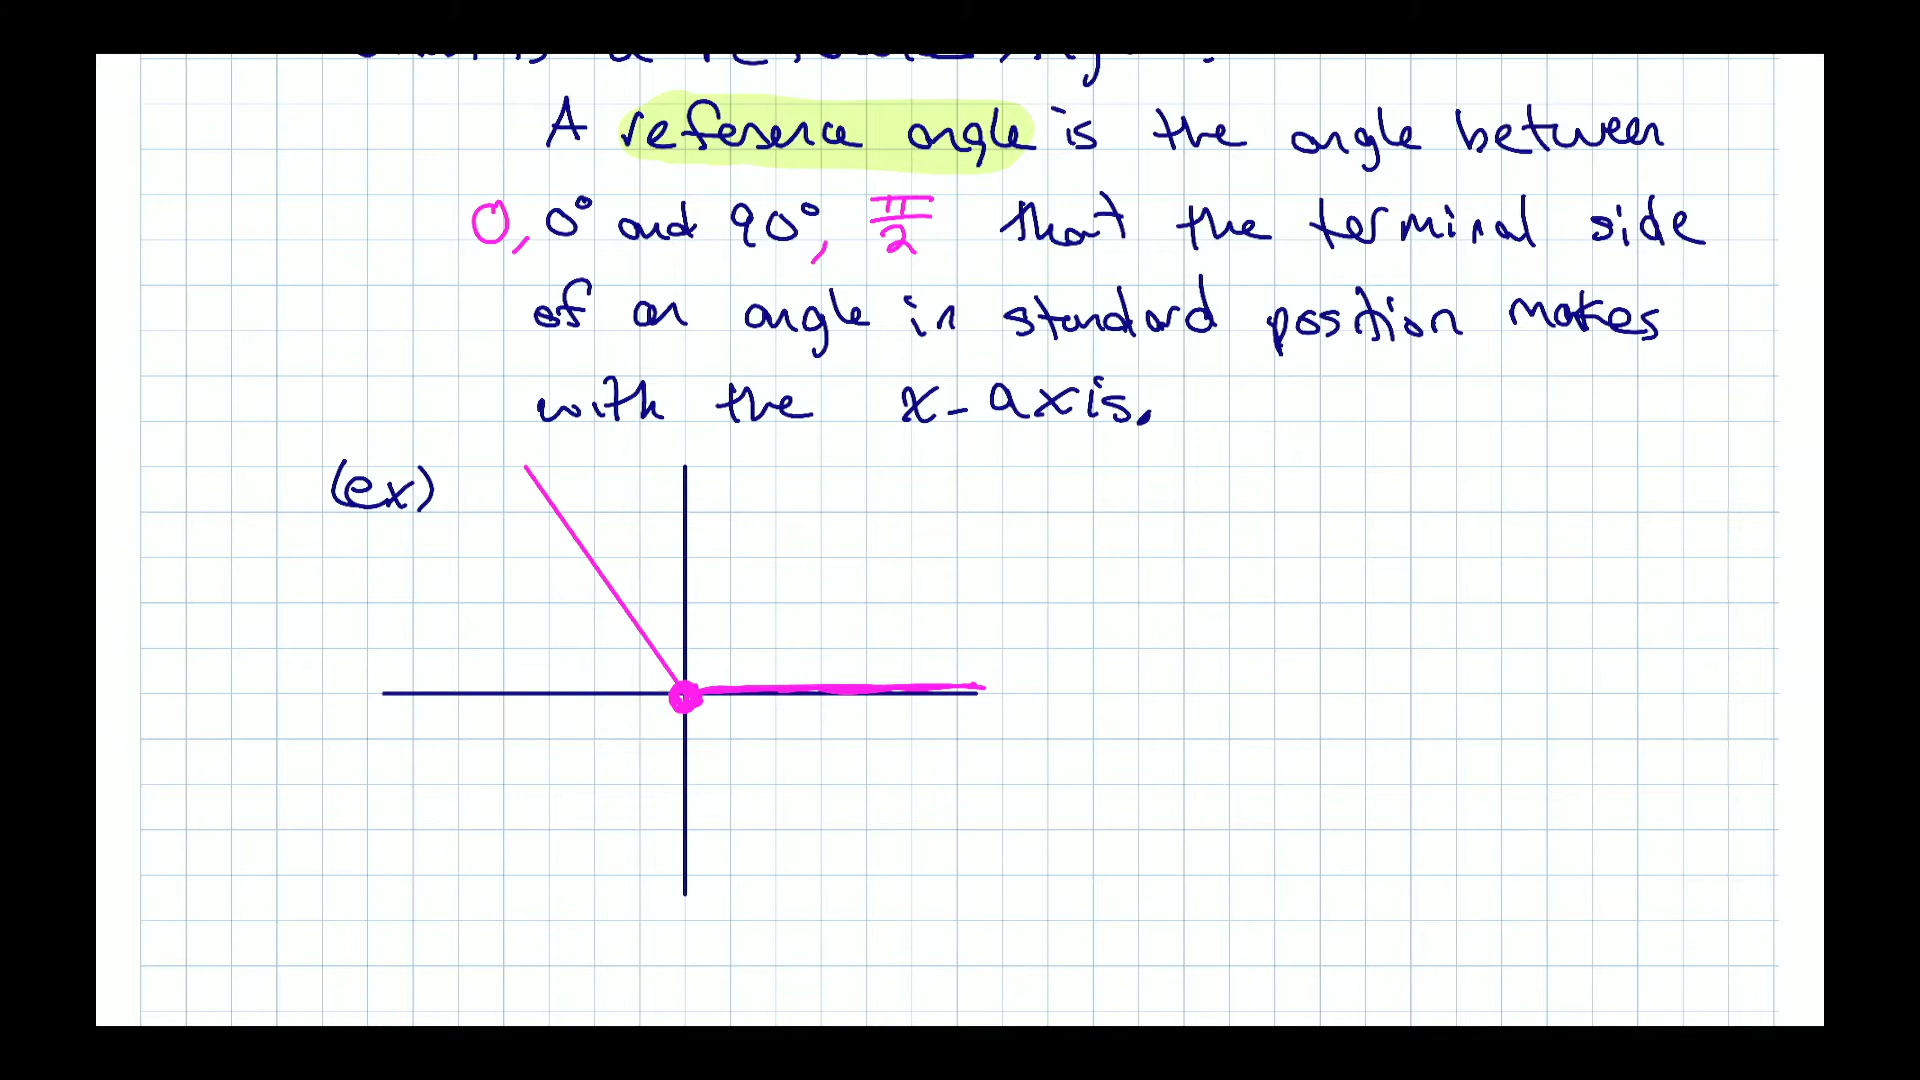 A reference angle is the angle between
0, 0° and 90°, π/2 that the terminal side
of an angle in standard position makes
with the x-axis.
(ex)